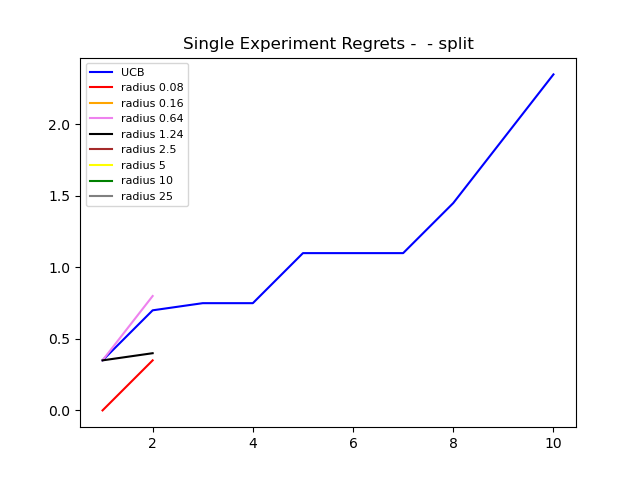 Single Experiment Regrets -  - split
UCB
radius 0.08
radius 0.16
radius 0.64
radius 1.24
radius 2.5
radius 5
radius 10
radius 25
2.0
1.5
1.0
0.5
0.0
2 4 6 8 10